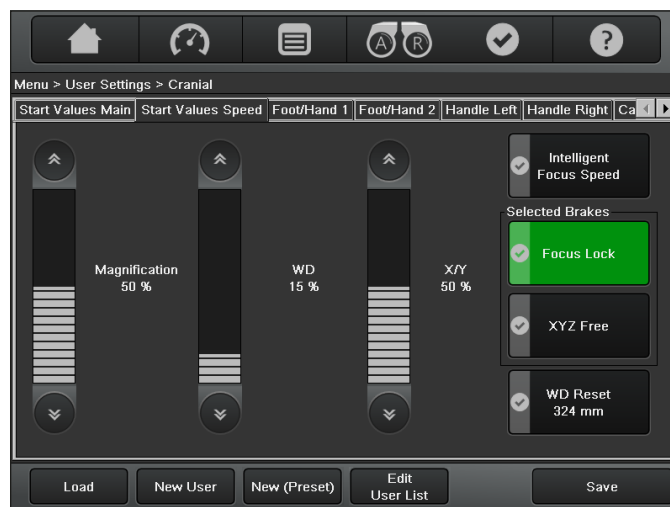 A R ?
Menu > User Settings > Cranial
Start Values Main Start Values Speed Foot/Hand 1 Foot/Hand 2 Handle Left Handle Right Ca
Magnification
50 %
WD
15 %
X/Y
50 %
Intelligent
Focus Speed
Selected Brakes
Focus Lock
XYZ Free
WD Reset
324 mm
Load
New User
New (Preset)
Edit
User List
Save